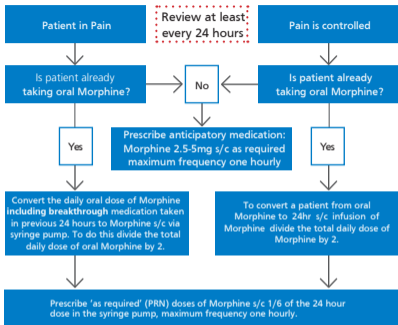 Patient in Pain
Review at least
every 24 hours
Pain is controlled
Is patient already
taking oral Morphine?
No
Is patient already
taking oral Morphine?
Prescribe anticipatory medication:
Morphine 2.5-5mg s/c as required
maximum frequency one hourly
Yes
Yes
Convert the daily oral dose of Morphine
including breakthrough medication taken
in previous 24 hours to Morphine s/c via
syringe pump. To do this divide the total
daily dose of oral Morphine by 2.
To convert a patient from oral
Morphine to 24hr s/c infusion of
Morphine divide the total daily dose of
Morphine by 2.
Prescribe 'as required' (PRN) doses of Morphine s/c 1/6 of the 24 hour
dose in the syringe pump, maximum frequency one hourly.